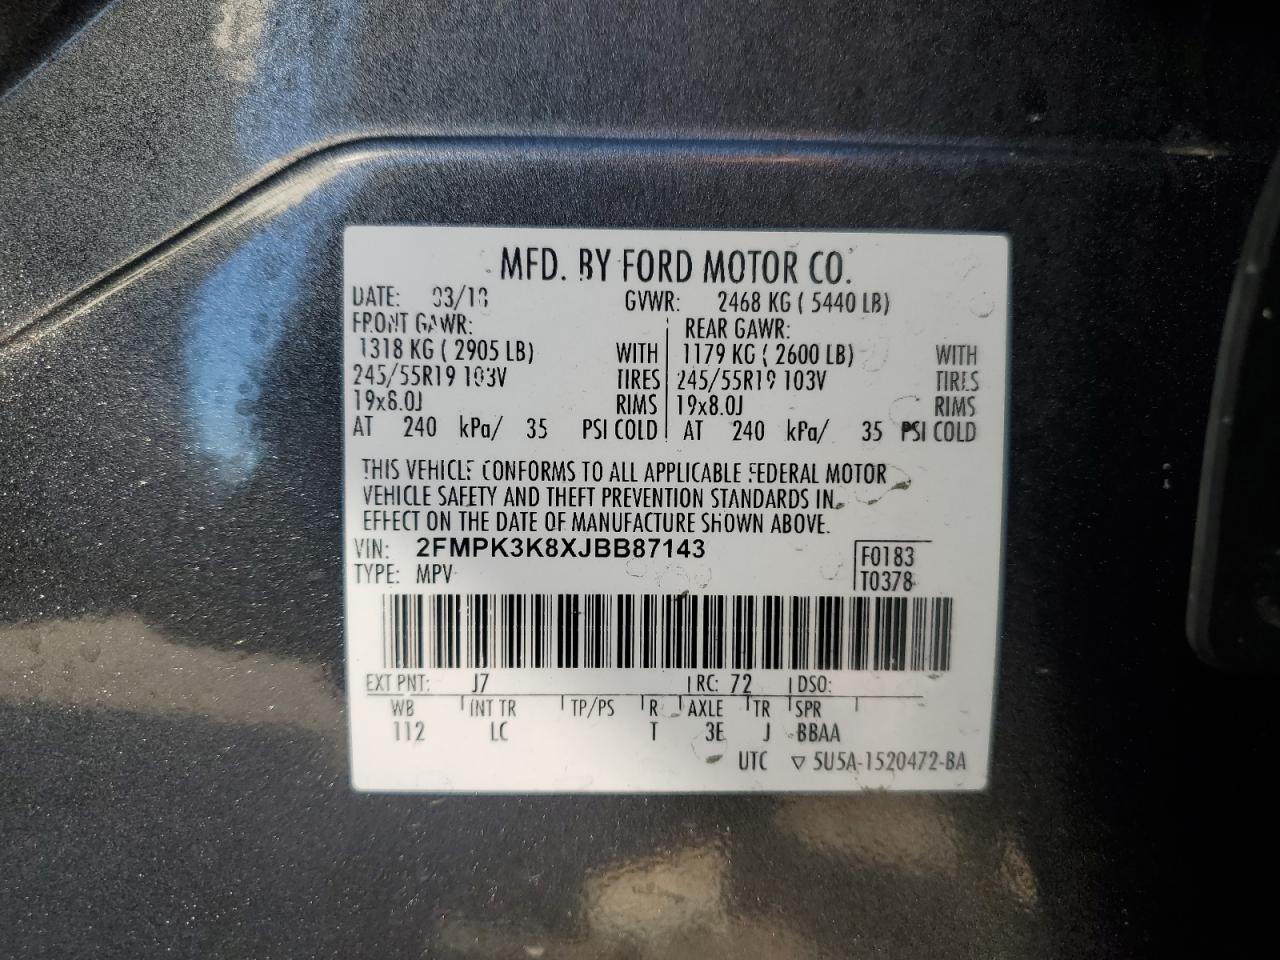 MFD. BY FORD MOTOR CO.
DATE: 03/18 GVWR: 2468 KG ( 5440 LB)
FRONT GAWR: REAR GAWR:
1318 KG ( 2905 LB) WITH 1179 KG ( 2600 LB) WITH
245/55R19 103V TIRES 245/55R19 103V TIRES
19x8.0J RIMS 19x8.0J RIMS
AT 240 kPa/ 35 PSI COLD AT 240 kPa/ 35 PSI COLD
THIS VEHICLE CONFORMS TO ALL APPLICABLE FEDERAL MOTOR
VEHICLE SAFETY AND THEFT PREVENTION STANDARDS IN
EFFECT ON THE DATE OF MANUFACTURE SHOWN ABOVE.
VIN: 2FMPK3K8XJBB87143 F0183
TYPE: MPV T0378
EXT PNT: J7 RC: 72 DSO:
WB INT TR TP/PS R AXLE TR SPR
112 LC T 3E J BBAA
UTC ▽ 5U5A-1520472-BA